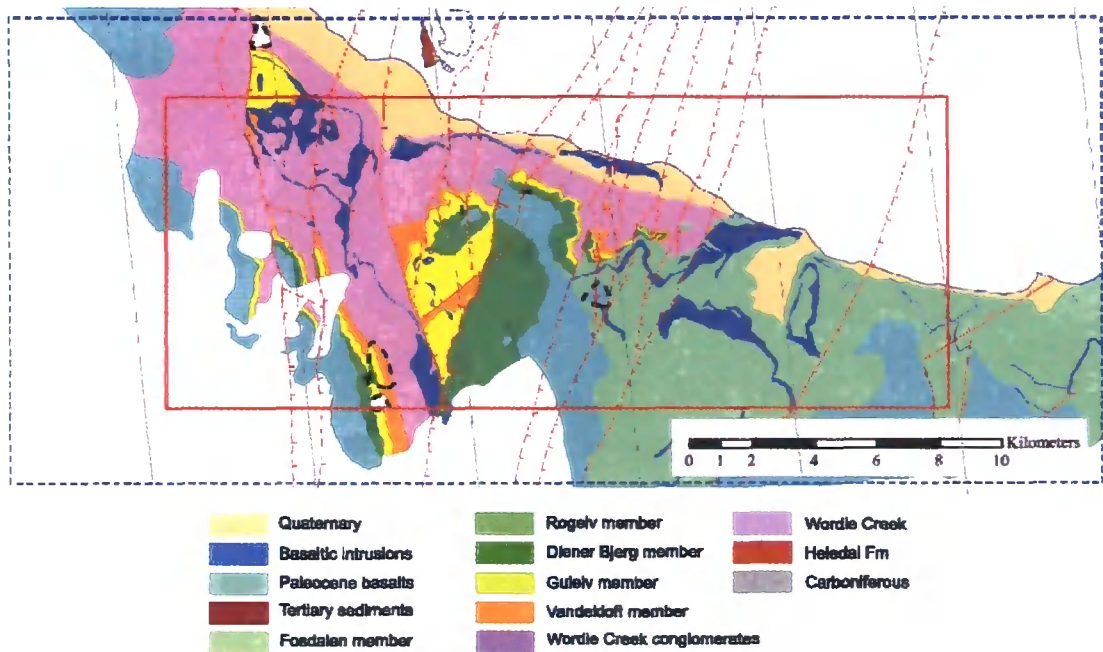 Kilometers
0 1 2 4 6 8 10
Quaternary
Basaltic intrusions
Paleocene basalts
Tertiary sediments
Fosdalen member
Rogelv member
Diener Bjerg member
Gulelv member
Vandeldoft member
Wordie Creek conglomerates
Wordie Creek
Heledal Fm
Carboniferous